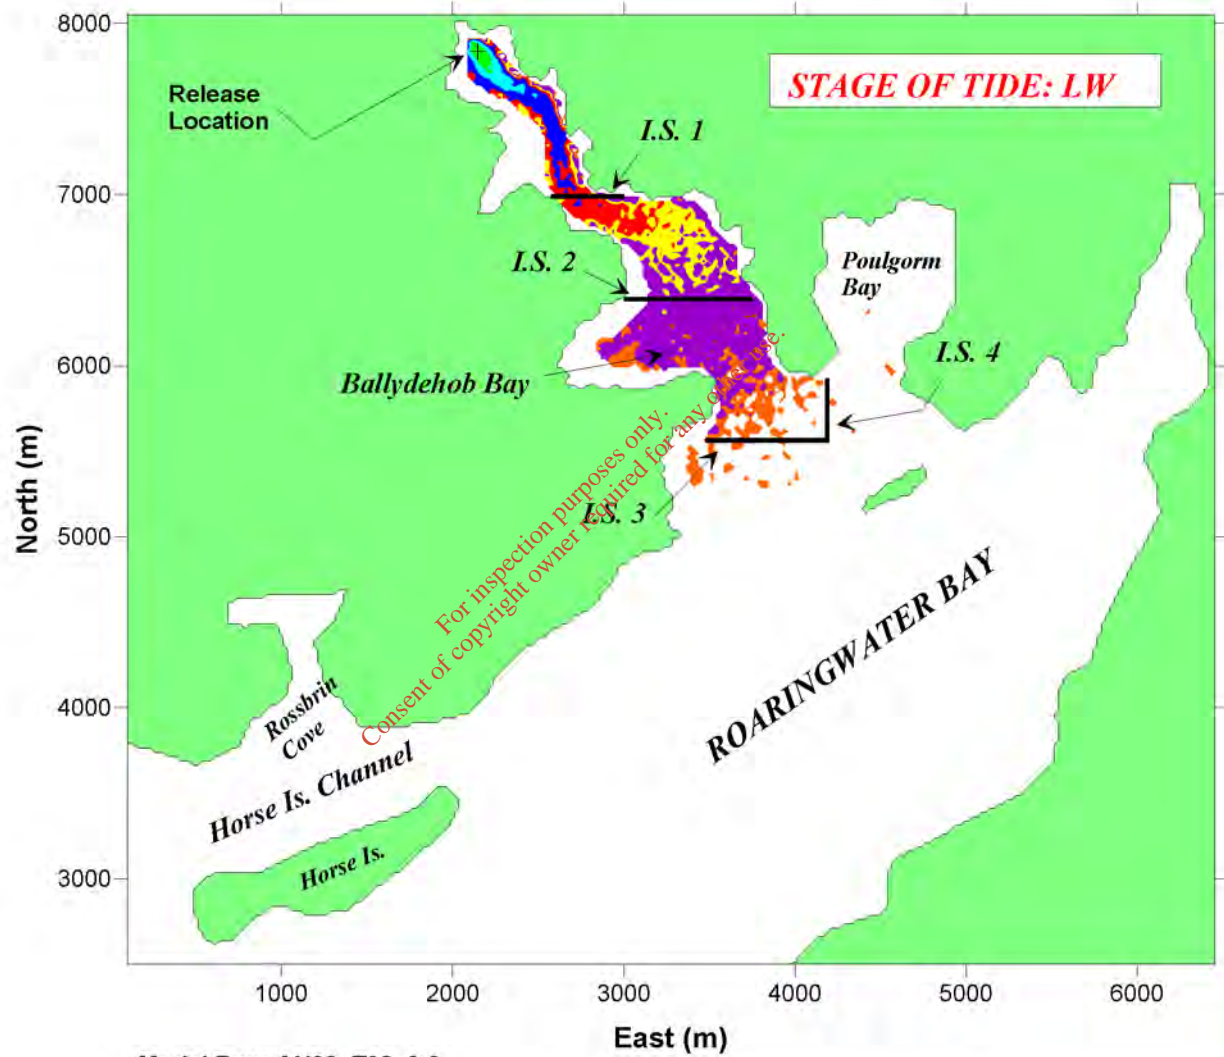 8000
7000
6000
5000
4000
3000
North (m)
STAGE OF TIDE: LW
Release
Location
I.S. 1
I.S. 2
Poulgorm
Bay
I.S. 4
Ballydehob Bay
I.S. 3
For inspection purposes only.
Consent of copyright owner required for any other use.
ROARINGWATER BAY
Rossbrin
Cove
Horse Is. Channel
Horse Is.
1000
2000
3000
4000
5000
6000
East (m)